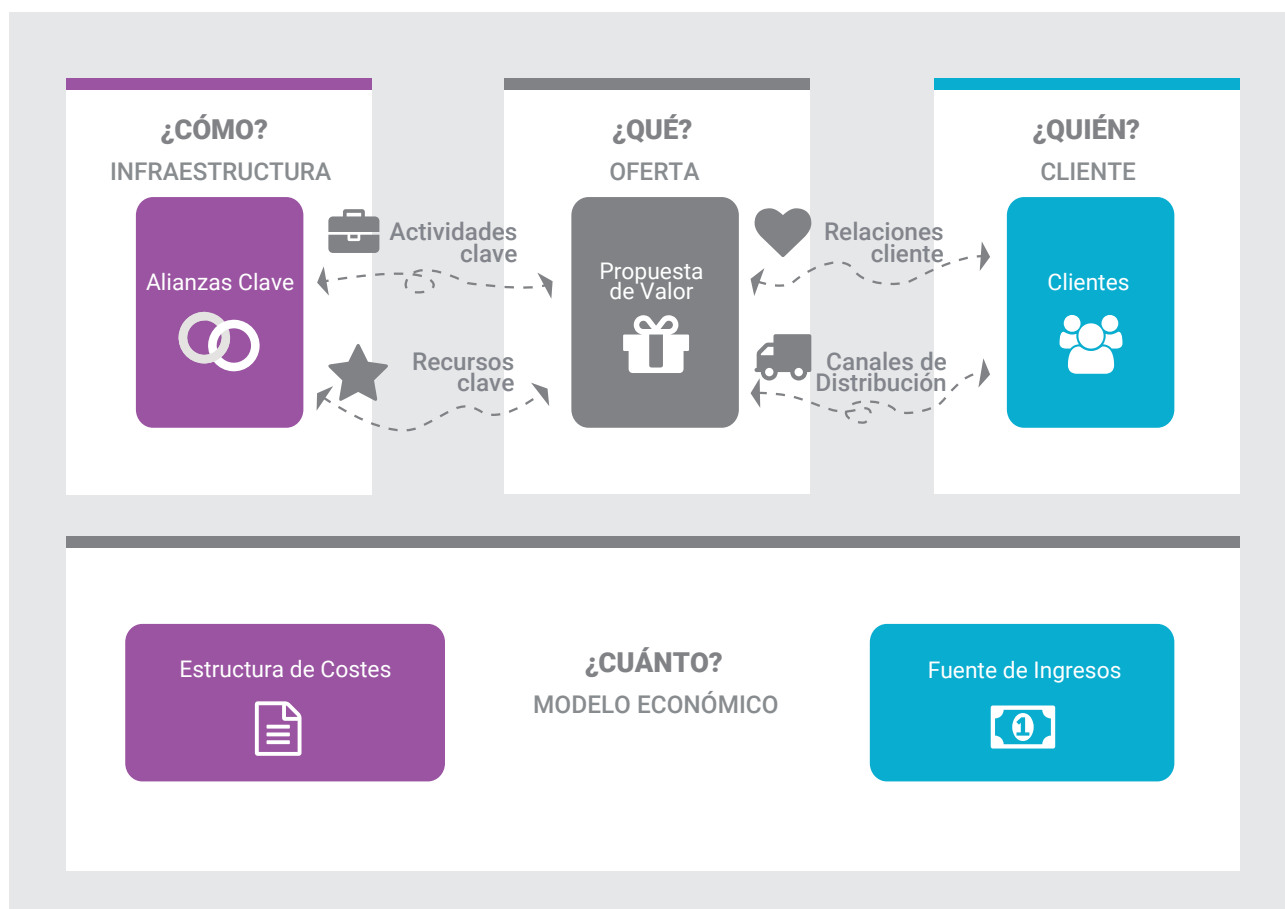 ¿CÓMO?
INFRAESTRUCTURA
Alianzas Clave
Actividades
clave
Recursos
clave
¿QUÉ?
OFERTA
Propuesta
de Valor
Relaciones
cliente
Canales de
Distribución
¿QUIÉN?
CLIENTE
Clientes
Estructura de Costes
¿CUÁNTO?
MODELO ECONÓMICO
Fuente de Ingresos
1